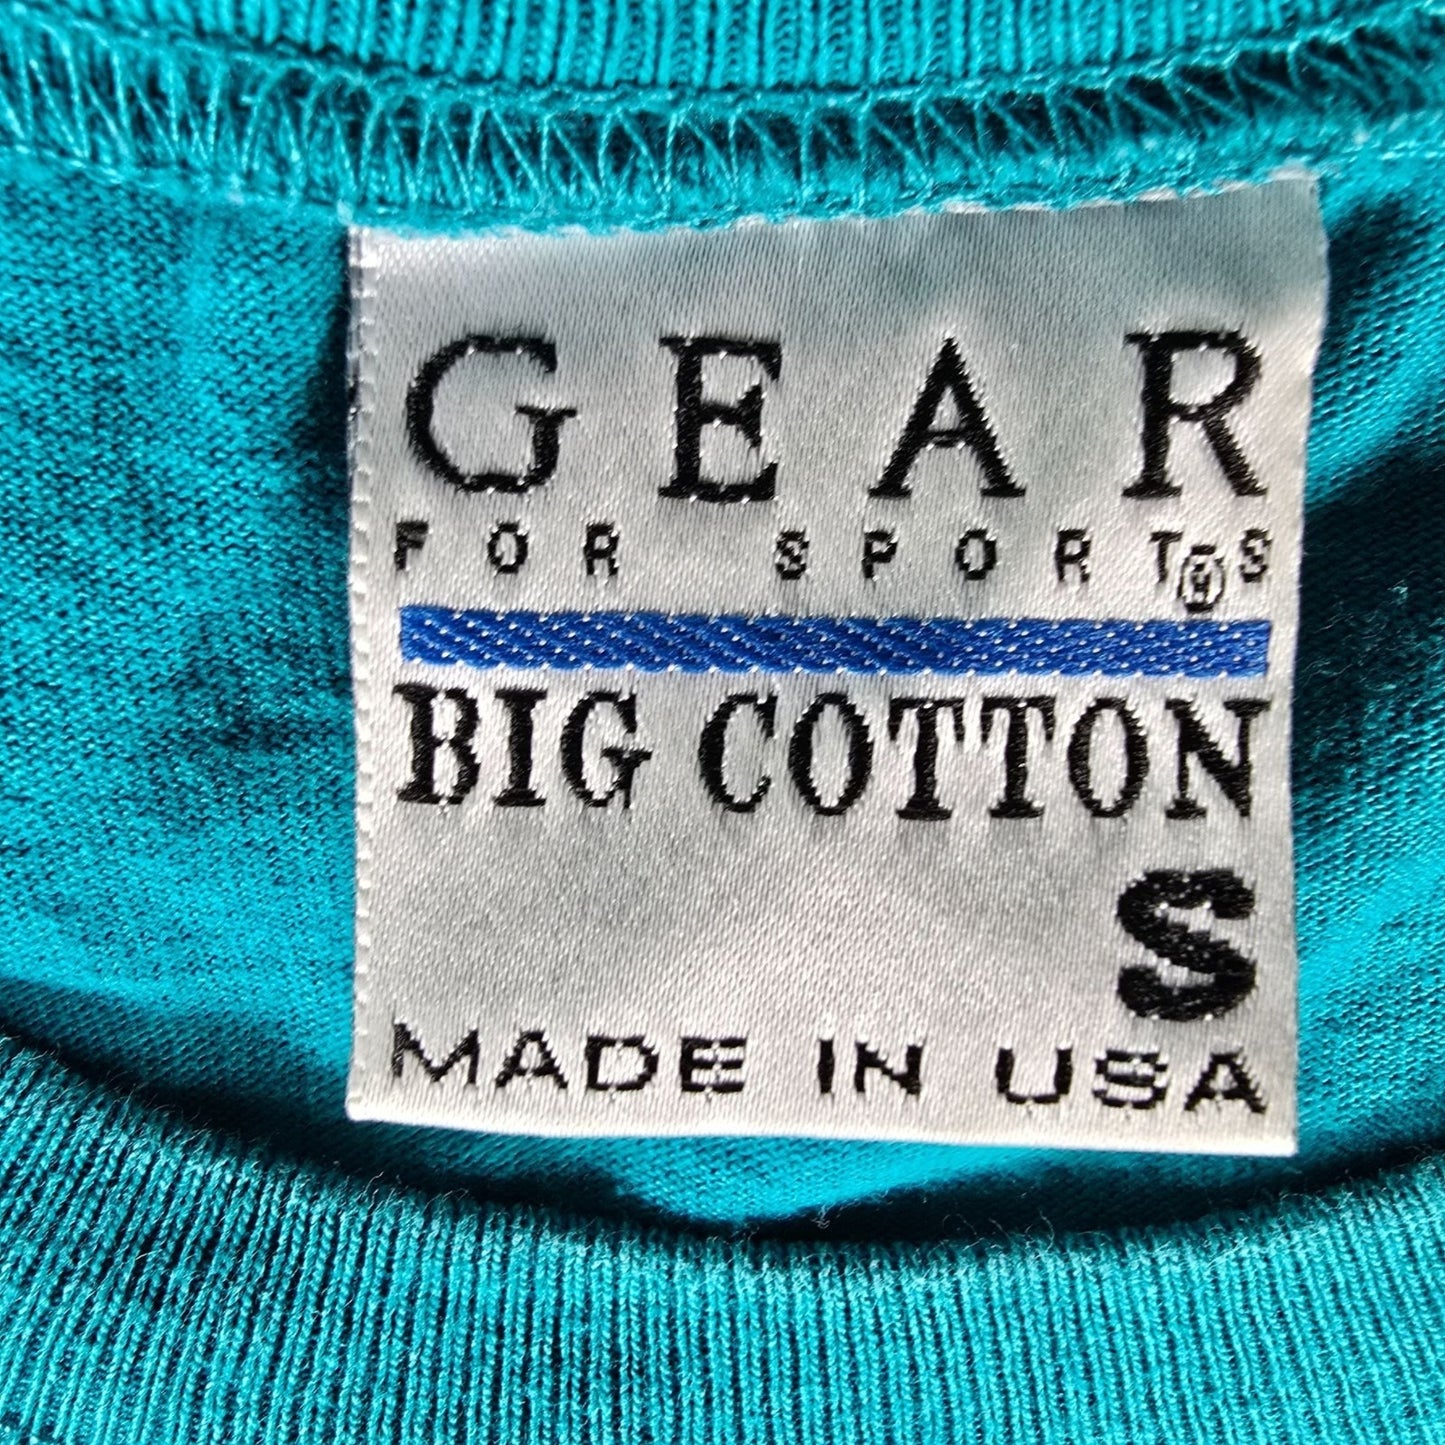 GEAR
FOR SPORTS®
BIG COTTON
S
MADE IN USA